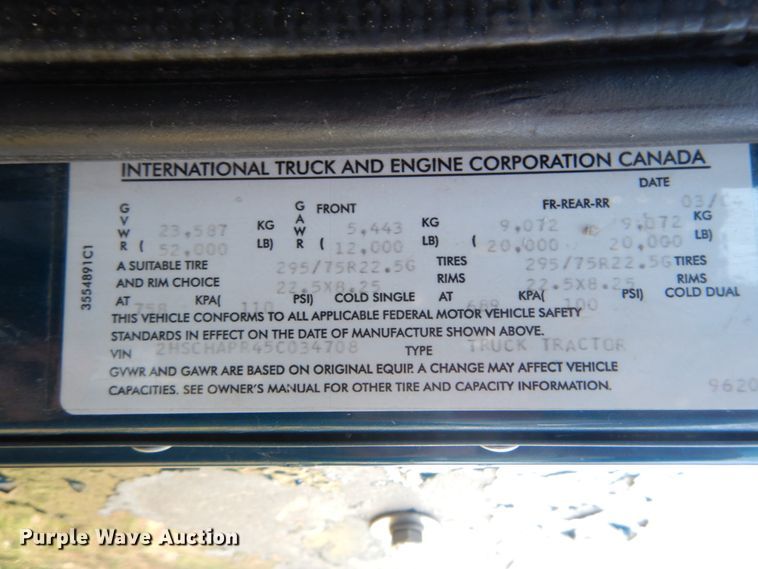 INTERNATIONAL TRUCK AND ENGINE CORPORATION CANADA
DATE
03/04
GVWR 23,587 KG GAWR FRONT 5,443 KG FR-REAR-RR 9,072 9,072 KG
( 52,000 LB) ( 12,000 LB) ( 20,000 20,000 LB)
A SUITABLE TIRE 295/75R22.5G TIRES 295/75R22.5G TIRES
AND RIM CHOICE 22.5X8.25 RIMS 22.5X8.25 RIMS
AT 758 KPA( 110 PSI) COLD SINGLE AT 689 KPA( 100 PSI) COLD DUAL
THIS VEHICLE CONFORMS TO ALL APPLICABLE FEDERAL MOTOR VEHICLE SAFETY
STANDARDS IN EFFECT ON THE DATE OF MANUFACTURE SHOWN ABOVE.
VIN 2HSCHAPR45C034708 TYPE TRUCK TRACTOR
GVWR AND GAWR ARE BASED ON ORIGINAL EQUIP. A CHANGE MAY AFFECT VEHICLE
CAPACITIES. SEE OWNER'S MANUAL FOR OTHER TIRE AND CAPACITY INFORMATION.
9620
3554891C1
Purple Wave Auction